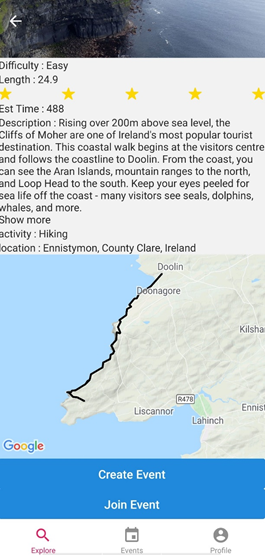 Difficulty : Easy
Length : 24.9
Est Time : 488
Description : Rising over 200m above sea level, the
Cliffs of Moher are one of Ireland's most popular tourist
destination. This coastal walk begins at the visitors centre
and follows the coastline to Doolin. From the coast, you
can see the Aran Islands, mountain ranges to the north,
and Loop Head to the south. Keep your eyes peeled for
sea life off the coast - many visitors see seals, dolphins,
whales, and more.
Show more
activity : Hiking
location : Ennistymon, County Clare, Ireland
Doolin
Doonagore
Kilsha
R478
Liscannor
Ennist
Lahinch
Google
Create Event
Join Event
Explore
Events
Profile